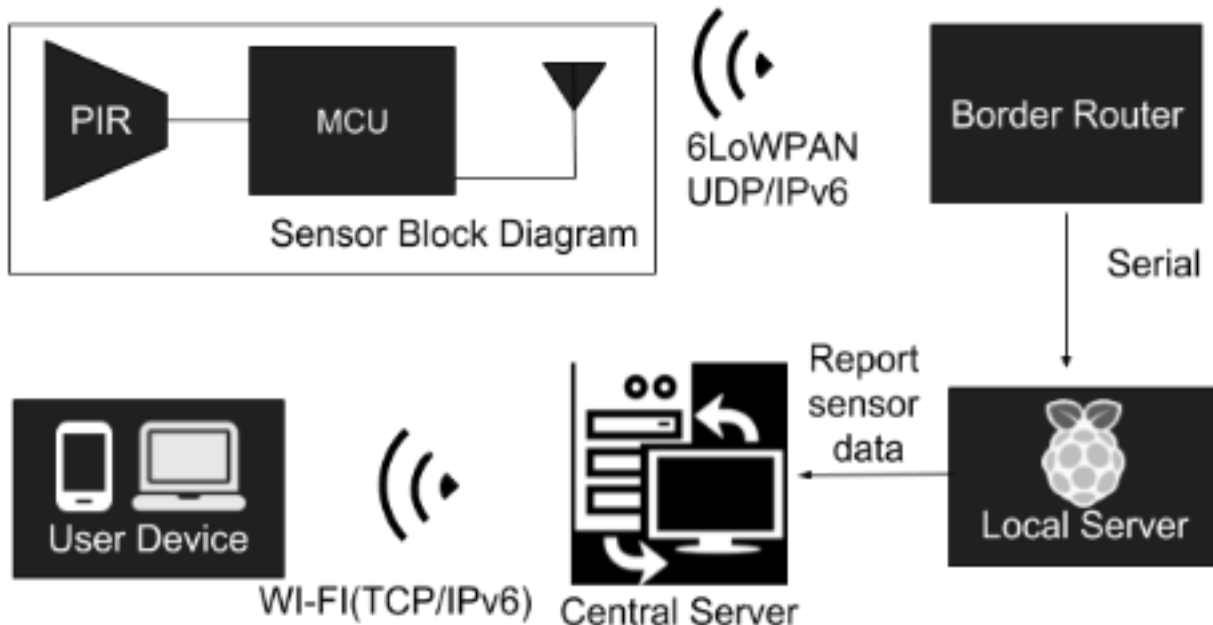 PIR
MCU
Sensor Block Diagram
6LoWPAN
UDP/IPv6
Border Router
Serial
Report
sensor
data
Local Server
Central Server
WI-FI(TCP/IPv6)
User Device